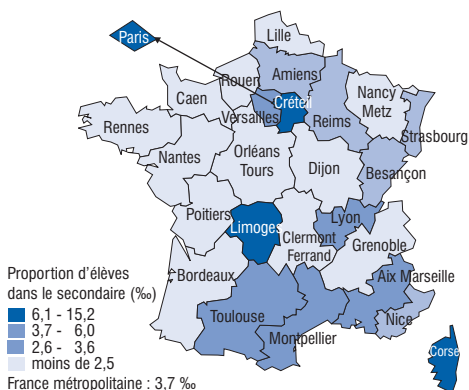 Lille
Paris
Amiens
Rouen
Créteil
Nancy
Metz
Caen
Versailles
Reims
Strasbourg
Rennes
Orléans
Tours
Nantes
Dijon
Besançon
Poitiers
Limoges
Lyon
Clermont
Ferrand
Grenoble
Bordeaux
Aix Marseille
Toulouse
Nice
Montpellier
Corse
Proportion d'élèves
dans le secondaire (‰)
6,1 - 15,2
3,7 - 6,0
2,6 - 3,6
moins de 2,5
France métropolitaine : 3,7 ‰